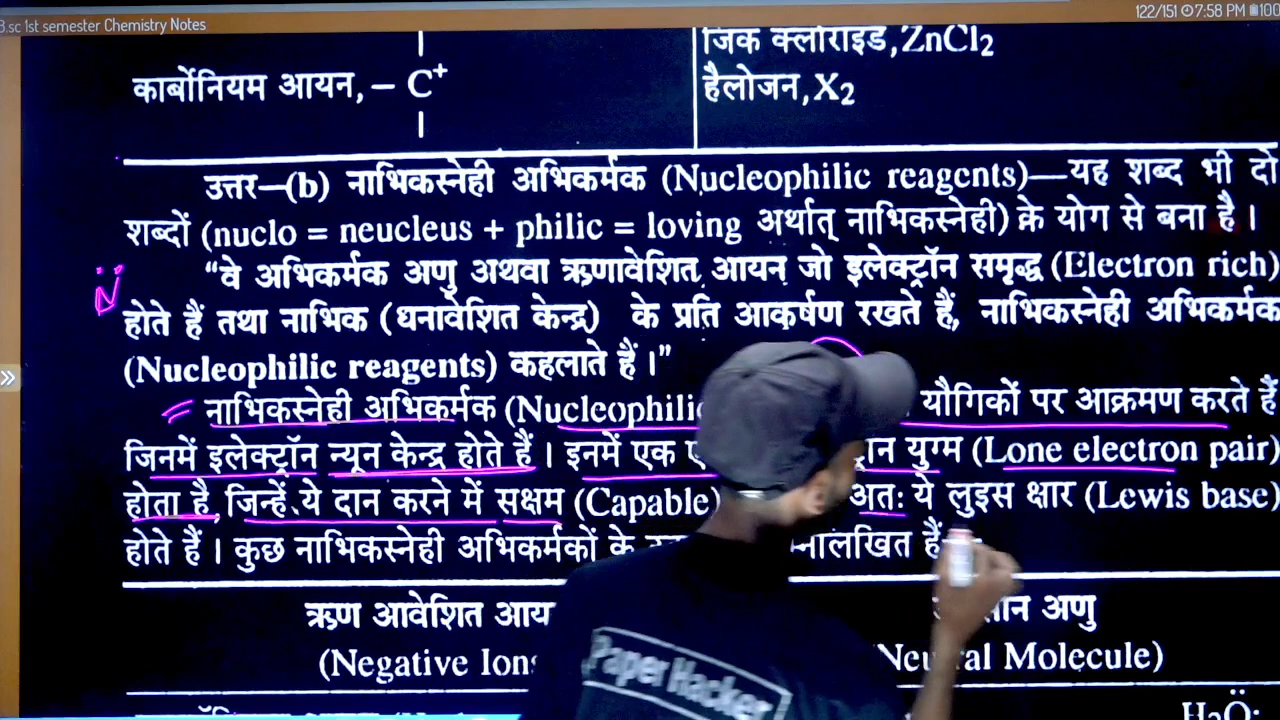 B.sc 1st semester Chemistry Notes
122/151 7:58 PM 100
जिंक क्लोराइड, ZnCl₂
कार्बोनियम आयन, – C⁺
हैलोजन, X₂
उत्तर—(b) नाभिकस्नेही अभिकर्मक (Nucleophilic reagents)—यह शब्द भी दो
शब्दों (nuclo = neucleus + philic = loving अर्थात् नाभिकस्नेही) के योग से बना है।
“वे अभिकर्मक अणु अथवा ऋणावेशित आयन जो इलेक्ट्रॉन समृद्ध (Electron rich)
N̈
होते हैं तथा नाभिक (धनावेशित केन्द्र) के प्रति आकर्षण रखते हैं, नाभिकस्नेही अभिकर्मक
(Nucleophilic reagents) कहलाते हैं।”
नाभिकस्नेही अभिकर्मक (Nucleophilic यौगिकों पर आक्रमण करते हैं
जिनमें इलेक्ट्रॉन न्यून केन्द्र होते हैं। इनमें एक युग्म (Lone electron pair)
होता है, जिन्हें ये दान करने में सक्षम (Capable) अतः ये लुइस क्षार (Lewis base)
होते हैं। कुछ नाभिकस्नेही अभिकर्मकों के हैं
ऋण आवेशित अणु
(Negative Ions Neutral Molecule)
Paper Hacker
H₂Ö: